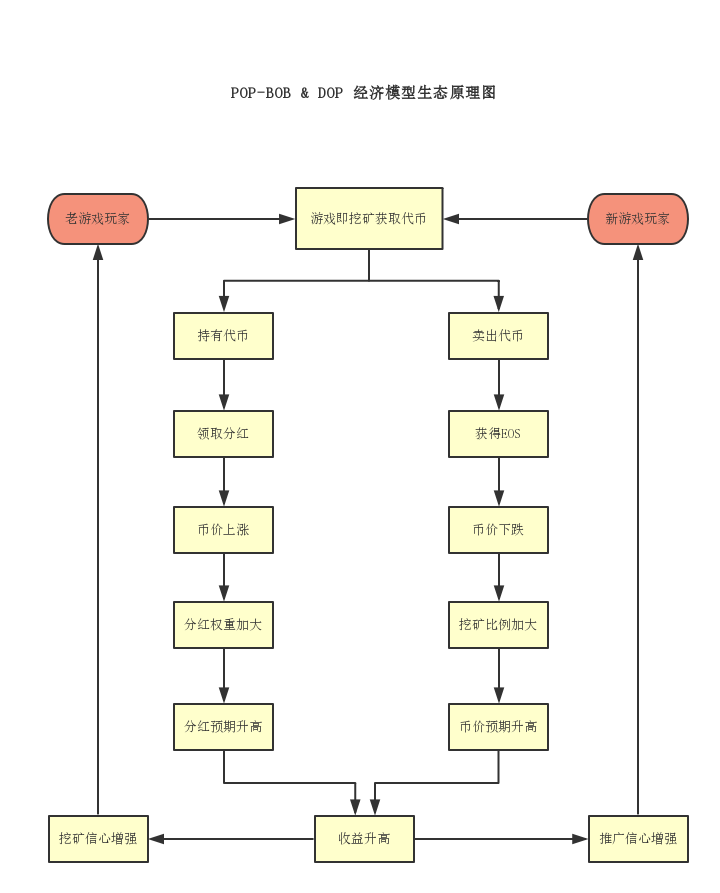 POP-BOB & DOP 经济模型生态原理图
老游戏玩家
游戏即挖矿获取代币
新游戏玩家
持有代币
卖出代币
领取分红
获得EOS
币价上涨
币价下跌
分红权重加大
挖矿比例加大
分红预期升高
币价预期升高
挖矿信心增强
收益升高
推广信心增强